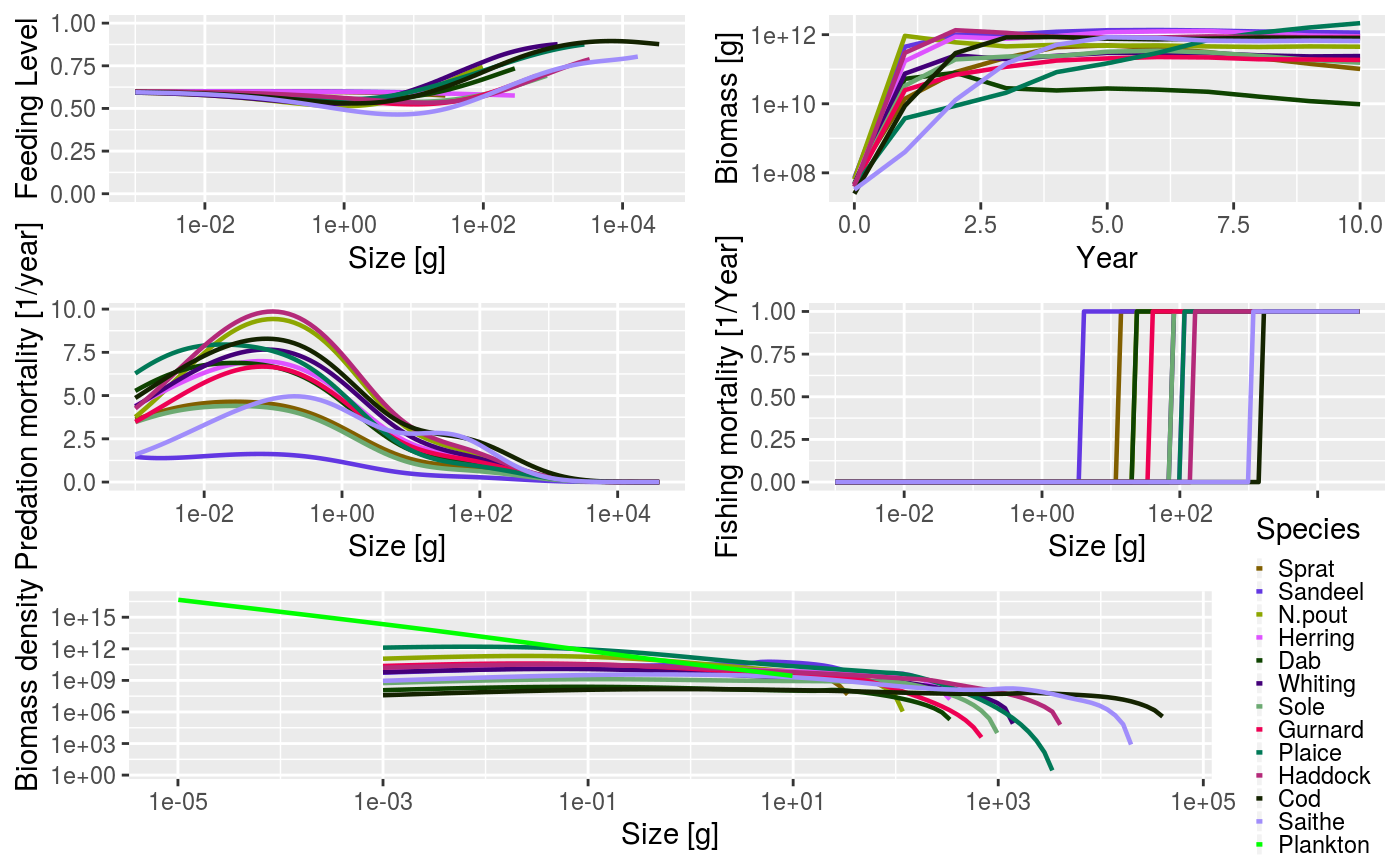 Feeding Level
1.00
0.75
0.50
0.25
0.00
1e-02 1e+00 1e+02 1e+04
Size [g]
Biomass [g]
1e+12
1e+10
1e+08
0.0 2.5 5.0 7.5 10.0
Year
Predation mortality [1/year]
10.0
7.5
5.0
2.5
0.0
1e-02 1e+00 1e+02 1e+04
Size [g]
Fishing mortality [1/Year]
1.00
0.75
0.50
0.25
0.00
1e-02 1e+00 1e+02
Size [g]
Biomass density
1e+15
1e+12
1e+09
1e+06
1e+03
1e+00
1e-05 1e-03 1e-01 1e+01 1e+03 1e+05
Size [g]
Species
Sprat
Sandeel
N.pout
Herring
Dab
Whiting
Sole
Gurnard
Plaice
Haddock
Cod
Saithe
Plankton